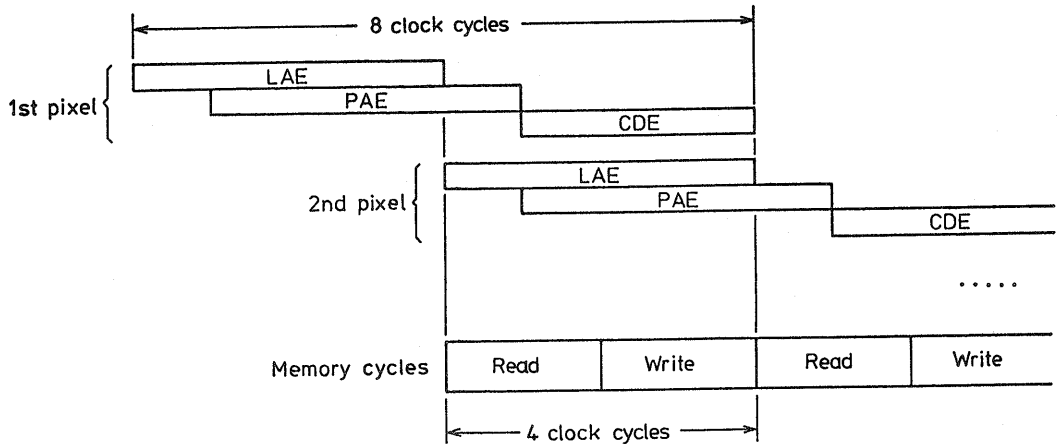 8 clock cycles
LAE
1st pixel
PAE
CDE
LAE
2nd pixel
PAE
CDE
.....
Memory cycles
Read
Write
Read
Write
4 clock cycles